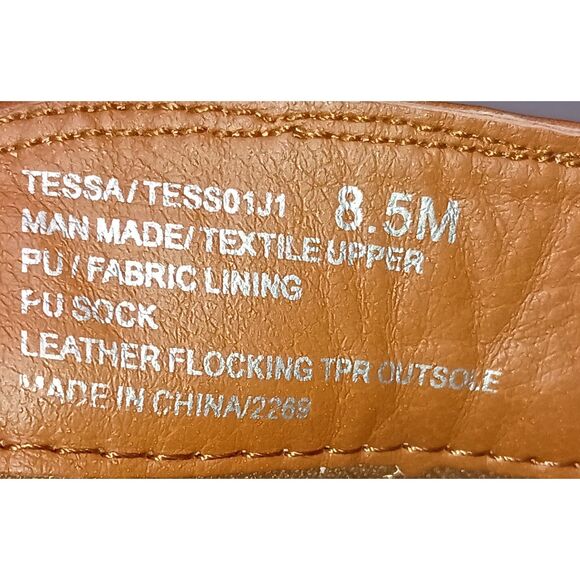 TESSA/TESS01J1 8.5M
MAN MADE/TEXTILE UPPER
PU/FABRIC LINING
PU SOCK
LEATHER FLOCKING TPR OUTSOLE
MADE IN CHINA/2269